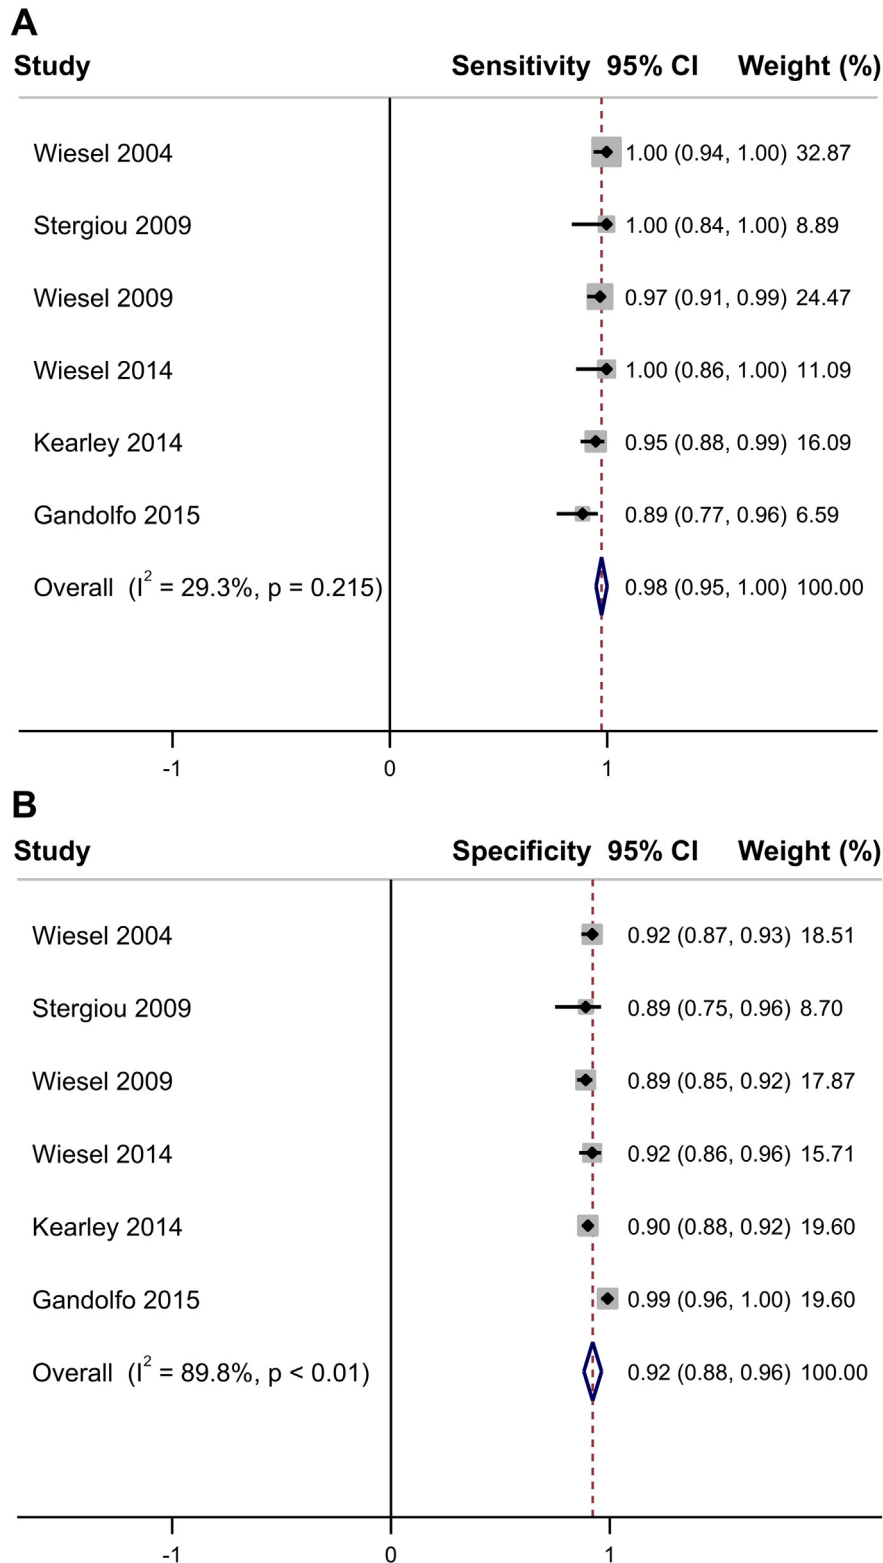 A
Study Sensitivity 95% CI Weight (%)
Wiesel 2004 1.00 (0.94, 1.00) 32.87
Stergiou 2009 1.00 (0.84, 1.00) 8.89
Wiesel 2009 0.97 (0.91, 0.99) 24.47
Wiesel 2014 1.00 (0.86, 1.00) 11.09
Kearley 2014 0.95 (0.88, 0.99) 16.09
Gandolfo 2015 0.89 (0.77, 0.96) 6.59
Overall (I² = 29.3%, p = 0.215) 0.98 (0.95, 1.00) 100.00
-1 0 1
B
Study Specificity 95% CI Weight (%)
Wiesel 2004 0.92 (0.87, 0.93) 18.51
Stergiou 2009 0.89 (0.75, 0.96) 8.70
Wiesel 2009 0.89 (0.85, 0.92) 17.87
Wiesel 2014 0.92 (0.86, 0.96) 15.71
Kearley 2014 0.90 (0.88, 0.92) 19.60
Gandolfo 2015 0.99 (0.96, 1.00) 19.60
Overall (I² = 89.8%, p < 0.01) 0.92 (0.88, 0.96) 100.00
-1 0 1